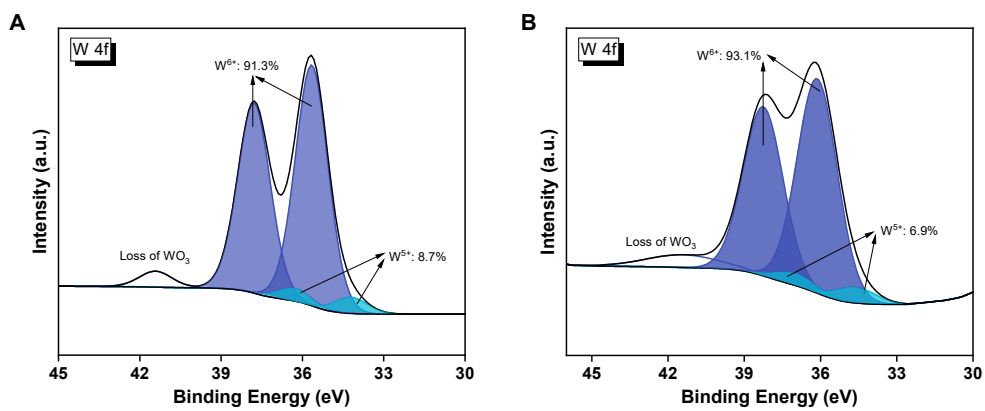 A
W 4f
W⁶⁺: 91.3%
Loss of WO₃
W⁵⁺: 8.7%
Intensity (a.u.)
45 42 39 36 33 30
Binding Energy (eV)
B
W 4f
W⁶⁺: 93.1%
Loss of WO₃
W⁵⁺: 6.9%
Intensity (a.u.)
45 42 39 36 33 30
Binding Energy (eV)